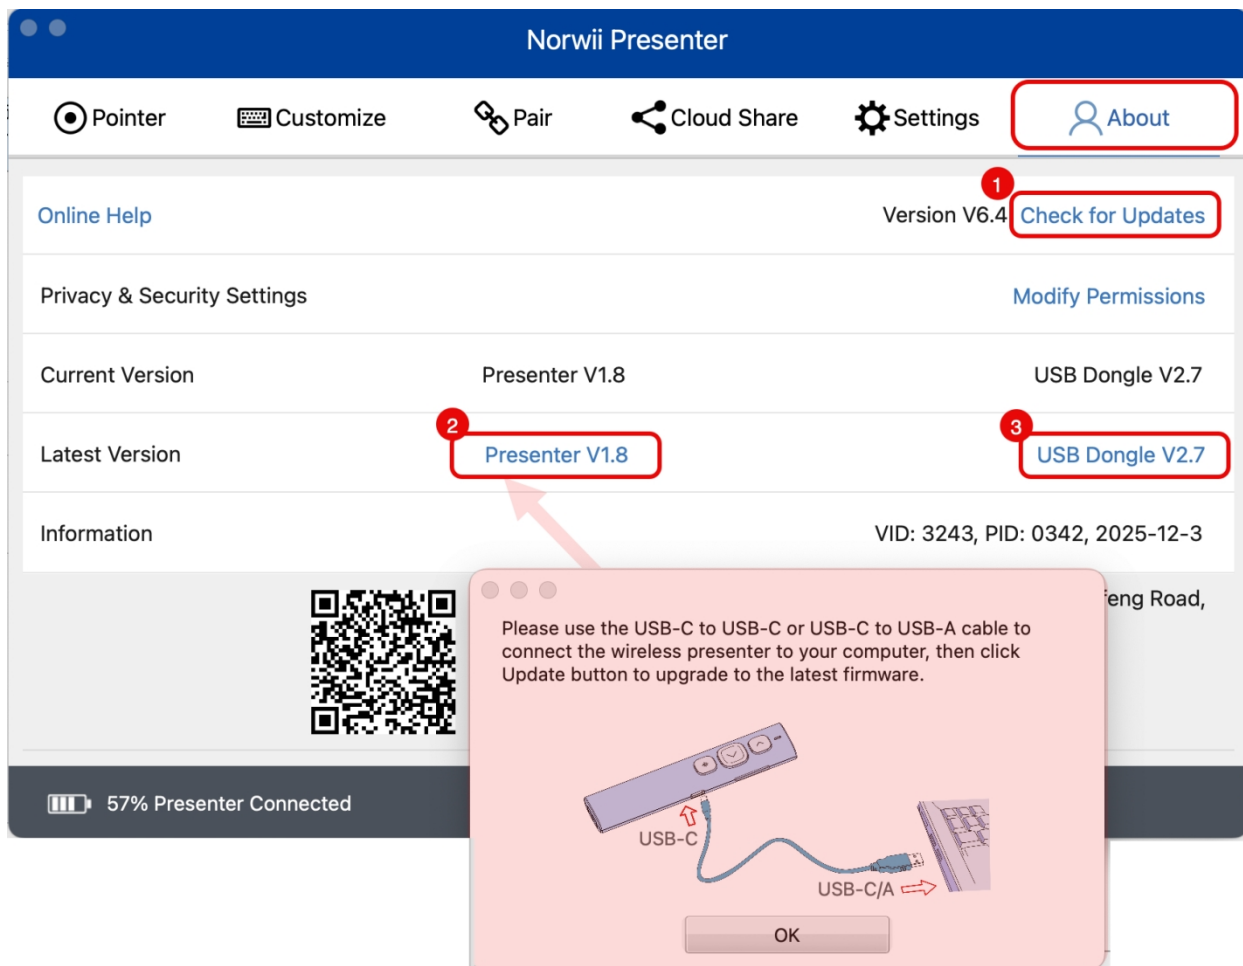 Norwii Presenter
Pointer
Customize
Pair
Cloud Share
Settings
About
1
Online Help
Version V6.4
Check for Updates
Privacy & Security Settings
Modify Permissions
Current Version
Presenter V1.8
USB Dongle V2.7
2
3
Latest Version
Presenter V1.8
USB Dongle V2.7
Information
VID: 3243, PID: 0342, 2025-12-3
Road,
Please use the USB-C to USB-C or USB-C to USB-A cable to
connect the wireless presenter to your computer, then click
Update button to upgrade to the latest firmware.
USB-C
USB-C/A
OK
57% Presenter Connected